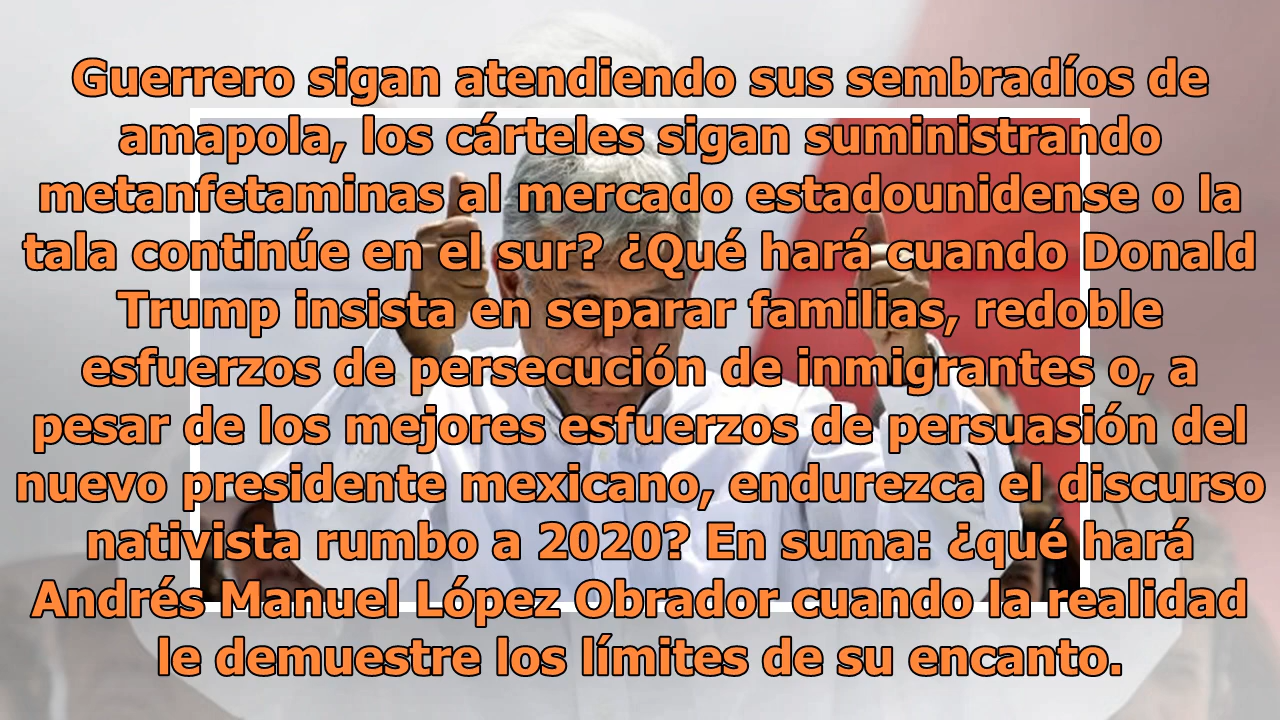 Guerrero sigan atendiendo sus sembradíos de
amapola, los cárteles sigan suministrando
metanfetaminas al mercado estadounidense o la
tala continúe en el sur? ¿Qué hará cuando Donald
Trump insista en separar familias, redoble
esfuerzos de persecución de inmigrantes o, a
pesar de los mejores esfuerzos de persuasión del
nuevo presidente mexicano, endurezca el discurso
nativista rumbo a 2020? En suma: ¿qué hará
Andrés Manuel López Obrador cuando la realidad
le demuestre los límites de su encanto.